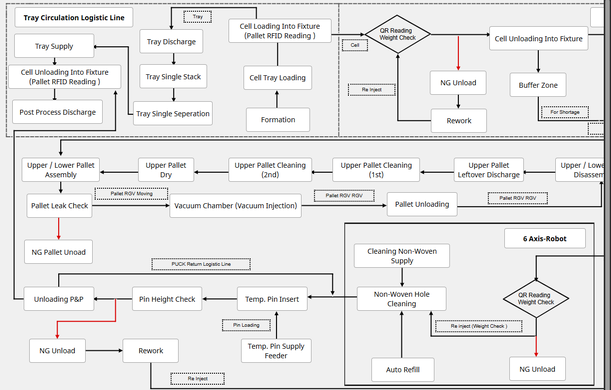 Tray Circulation Logistic Line
Tray
Tray Supply
Tray Discharge
Cell Loading Into Fixture
(Pallet RFID Reading )
Cell
QR Reading
Weight Check
Cell Unloading Into Fixture
Cell Unloading Into Fixture
(Pallet RFID Reading )
Tray Single Stack
Cell Tray Loading
Re Inject
NG Unload
Buffer Zone
Post Process Discharge
Tray Single Seperation
Formation
Rework
For Shortage
Upper / Lower Pallet
Assembly
Upper Pallet
Dry
Upper Pallet Cleaning
(2nd)
Upper Pallet Cleaning
(1st)
Upper Pallet
Leftover Discharge
Upper / Lowe
Disassem
Pallet Leak Check
Pallet RGV Moving
Vacuum Chamber (Vacuum Injection)
Pallet RGV RGV
Pallet Unloading
Pallet RGV RGV
NG Pallet Unoad
Cleaning Non-Woven
Supply
6 Axis-Robot
PUCK Return Logistic Line
Unloading P&P
Pin Height Check
Temp. Pin Insert
Non-Woven Hole
Cleaning
QR Reading
Weight Check
Pin Loading
Re inject (Weight Check )
NG Unload
Rework
Temp. Pin Supply
Feeder
Auto Refill
NG Unload
Re Inject